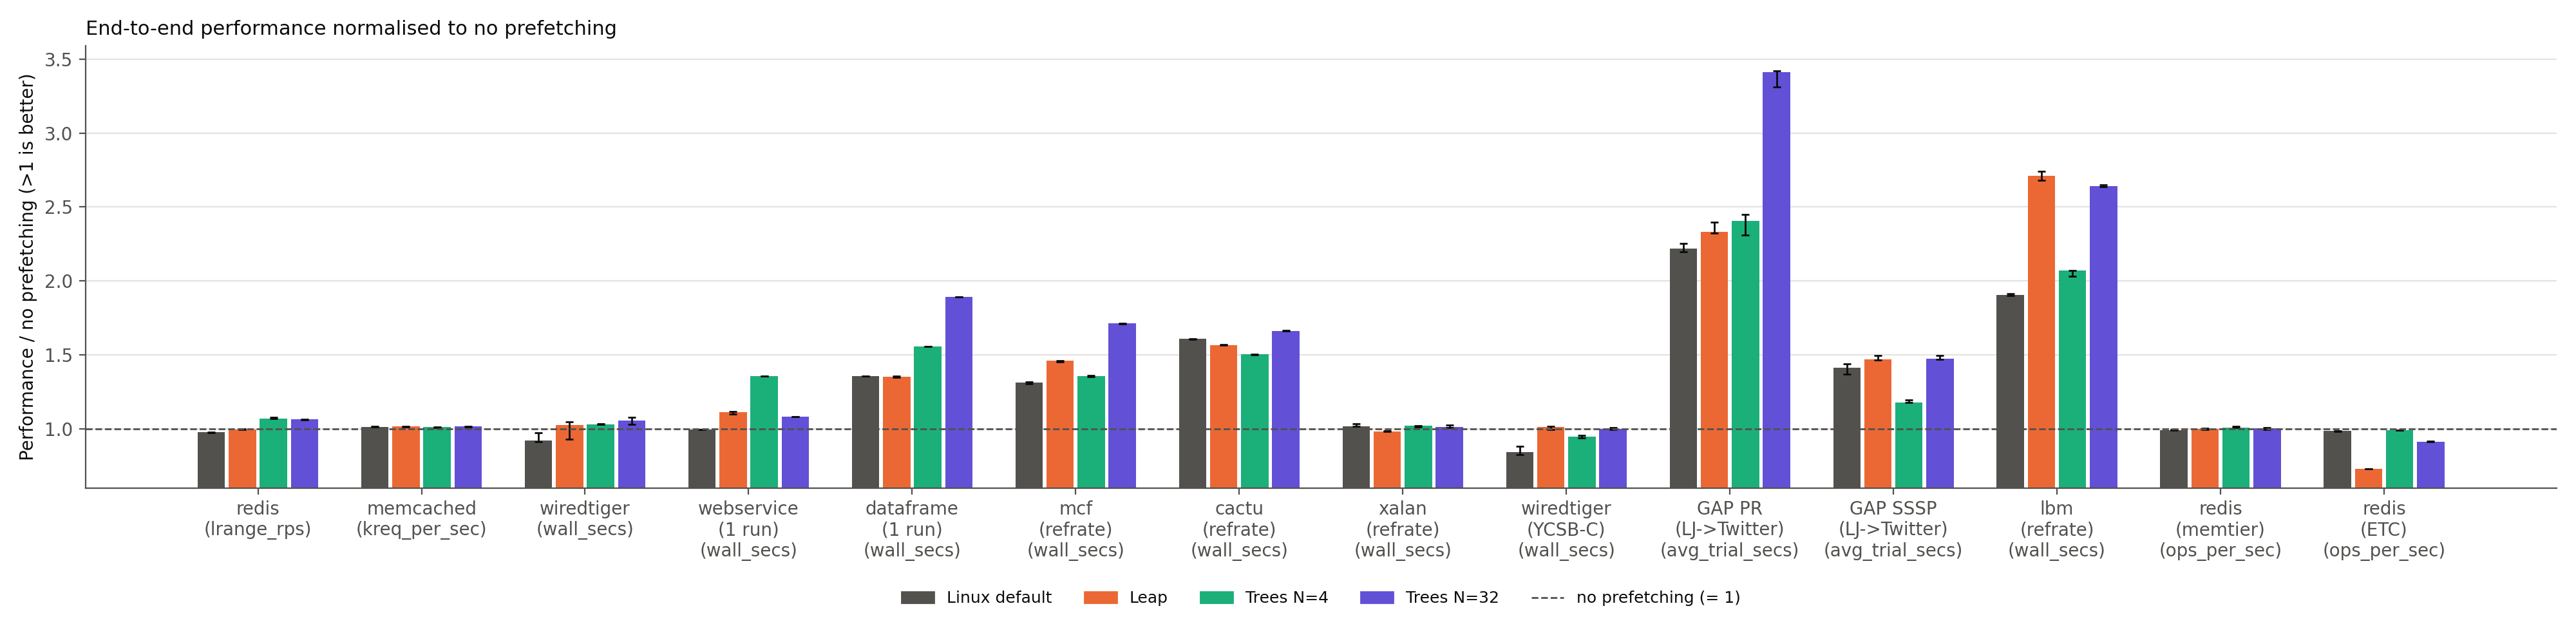 End-to-end performance normalised to no prefetching
Performance / no prefetching (>1 is better)
3.5
3.0
2.5
2.0
1.5
1.0
redis
(lrange_rps)
memcached
(kreq_per_sec)
wiredtiger
(wall_secs)
webservice
(1 run)
(wall_secs)
dataframe
(1 run)
(wall_secs)
mcf
(refrate)
(wall_secs)
cactu
(refrate)
(wall_secs)
xalan
(refrate)
(wall_secs)
wiredtiger
(YCSB-C)
(wall_secs)
GAP PR
(LJ->Twitter)
(avg_trial_secs)
GAP SSSP
(LJ->Twitter)
(avg_trial_secs)
lbm
(refrate)
(wall_secs)
redis
(memtier)
(ops_per_sec)
redis
(ETC)
(ops_per_sec)
Linux default
Leap
Trees N=4
Trees N=32
no prefetching (= 1)